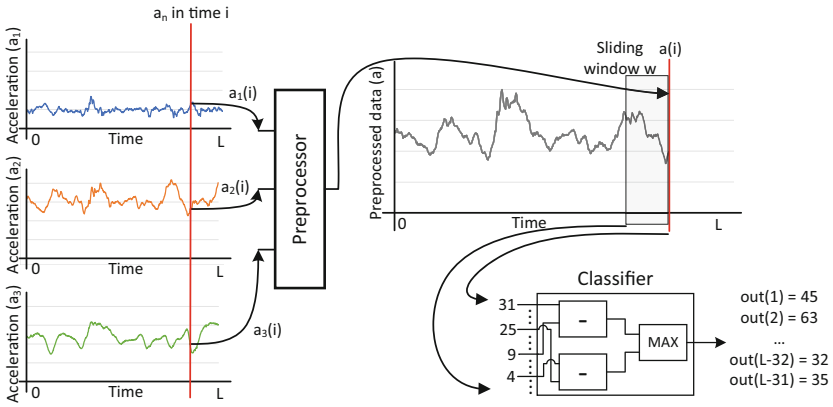 aₙ in time i
Acceleration (a₁)
0 Time L
a₁(i)
Acceleration (a₂)
0 Time L
a₂(i)
Acceleration (a₃)
0 Time L
a₃(i)
Preprocessor
Preprocessed data (a)
Sliding
window w
a(i)
0 Time L
Classifier
31
25
9
4
-
-
MAX
out(1) = 45
out(2) = 63
...
out(L-32) = 32
out(L-31) = 35